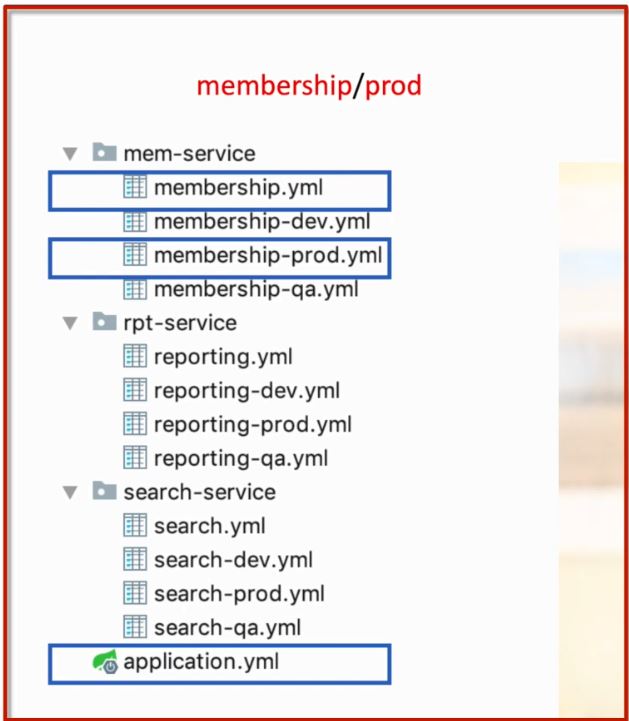 membership/prod
mem-service
membership.yml
membership-dev.yml
membership-prod.yml
membership-qa.yml
rpt-service
reporting.yml
reporting-dev.yml
reporting-prod.yml
reporting-qa.yml
search-service
search.yml
search-dev.yml
search-prod.yml
search-qa.yml
application.yml